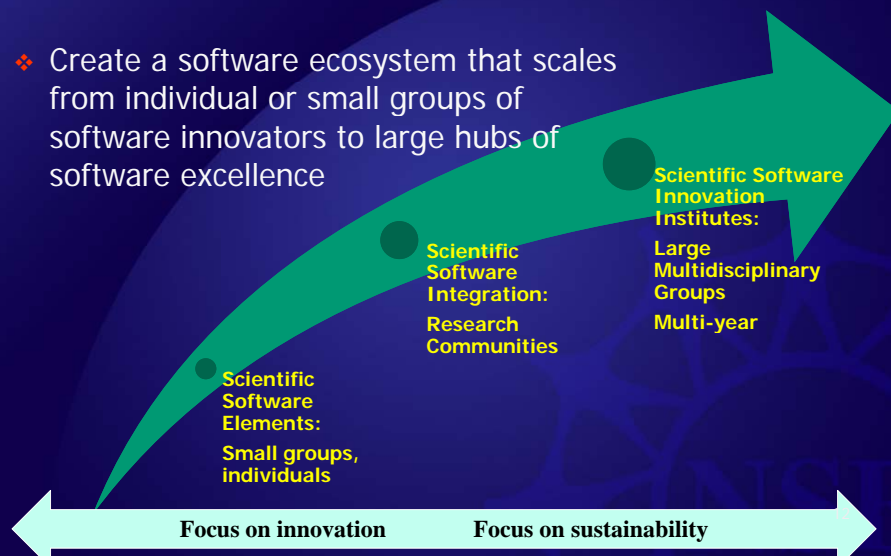 Create a software ecosystem that scales
from individual or small groups of
software innovators to large hubs of
software excellence
Scientific Software
Innovation
Institutes:
Large
Multidisciplinary
Groups
Multi-year
Scientific
Software
Integration:
Research
Communities
Scientific
Software
Elements:
Small groups,
individuals
NSF
Focus on innovation Focus on sustainability